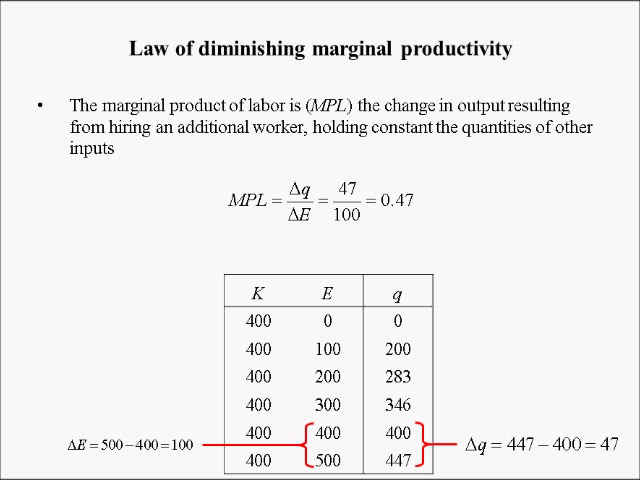 Law of diminishing marginal productivity
• The marginal product of labor is (MPL) the change in output resulting
from hiring an additional worker, holding constant the quantities of other
inputs
MPL = Δq/ΔE = 47/100 = 0.47
K E q
400 0 0
400 100 200
400 200 283
400 300 346
400 400 400
400 500 447
ΔE = 500 − 400 = 100
Δq = 447 − 400 = 47